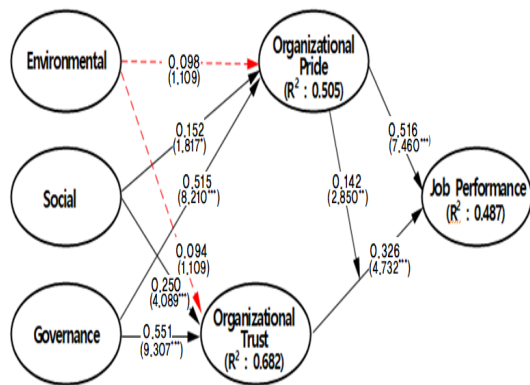 Environmental
0.098
(1.109)
Organizational
Pride
(R² : 0.505)
0.152
(1.817*)
0.515
(8.210***)
0.516
(7.460***)
Social
0.142
(2.850**)
Job Performance
(R² : 0.487)
0.094
(1.109)
0.250
(4.089***)
0.326
(4.732***)
Governance
0.551
(9.307***)
Organizational
Trust
(R² : 0.682)